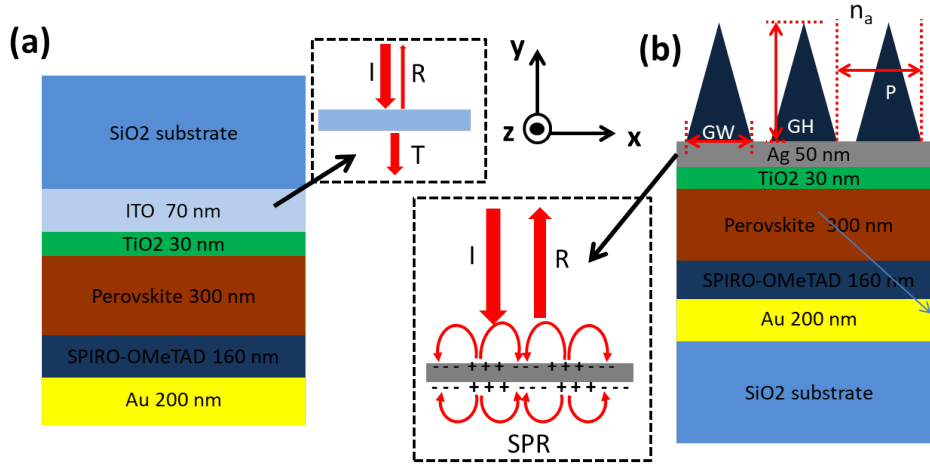 (a)
SiO2 substrate
ITO 70 nm
TiO2 30 nm
Perovskite 300 nm
SPIRO-OMeTAD 160 nm
Au 200 nm
I
R
T
y
z
x
I
R
- - - + + + - - - - + + + - - - -
- - - + + + - - - - + + + - - - -
SPR
(b)
na
P
GW
GH
Ag 50 nm
TiO2 30 nm
Perovskite 300 nm
SPIRO-OMeTAD 160 nm
Au 200 nm
SiO2 substrate